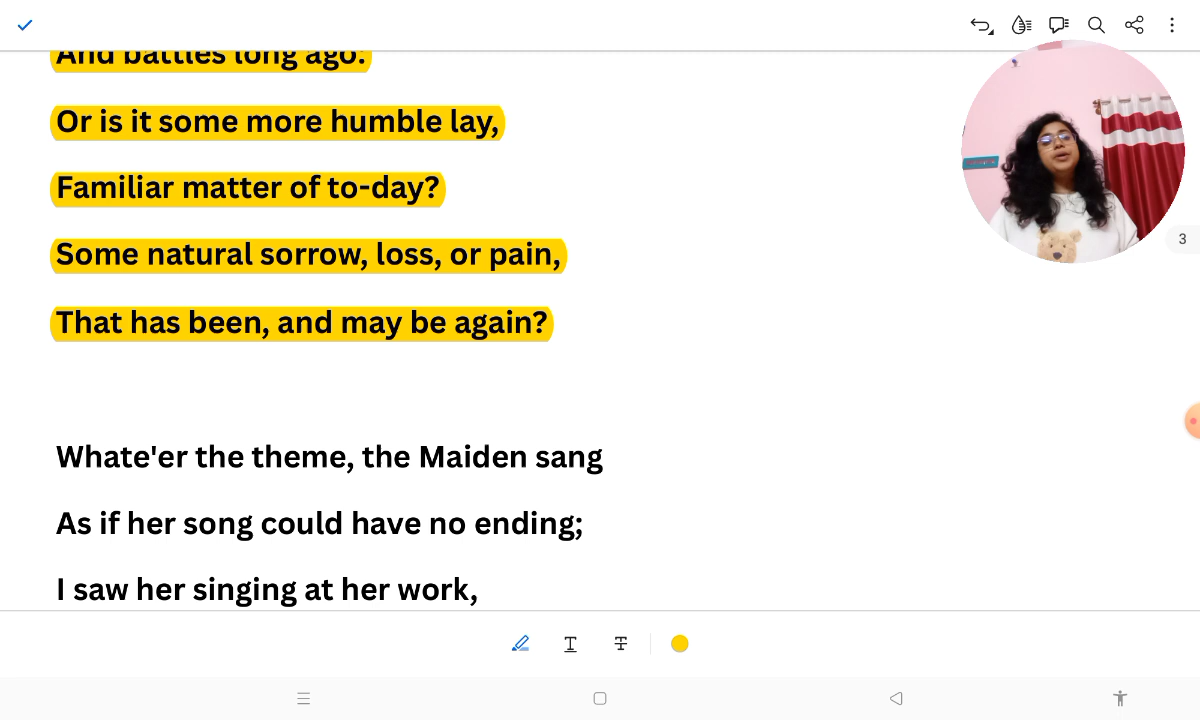 And battles long ago:
Or is it some more humble lay,
Familiar matter of to-day?
Some natural sorrow, loss, or pain,
That has been, and may be again?
3
Whate'er the theme, the Maiden sang
As if her song could have no ending;
I saw her singing at her work,